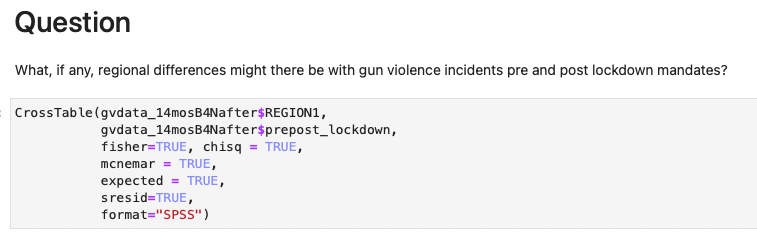 Question
What, if any, regional differences might there be with gun violence incidents pre and post lockdown mandates?
CrossTable(gvdata_14mosB4Nafter$REGION1,
gvdata_14mosB4Nafter$prepost_lockdown,
fisher=TRUE, chisq = TRUE,
mcnemar = TRUE,
expected = TRUE,
sresid=TRUE,
format="SPSS")